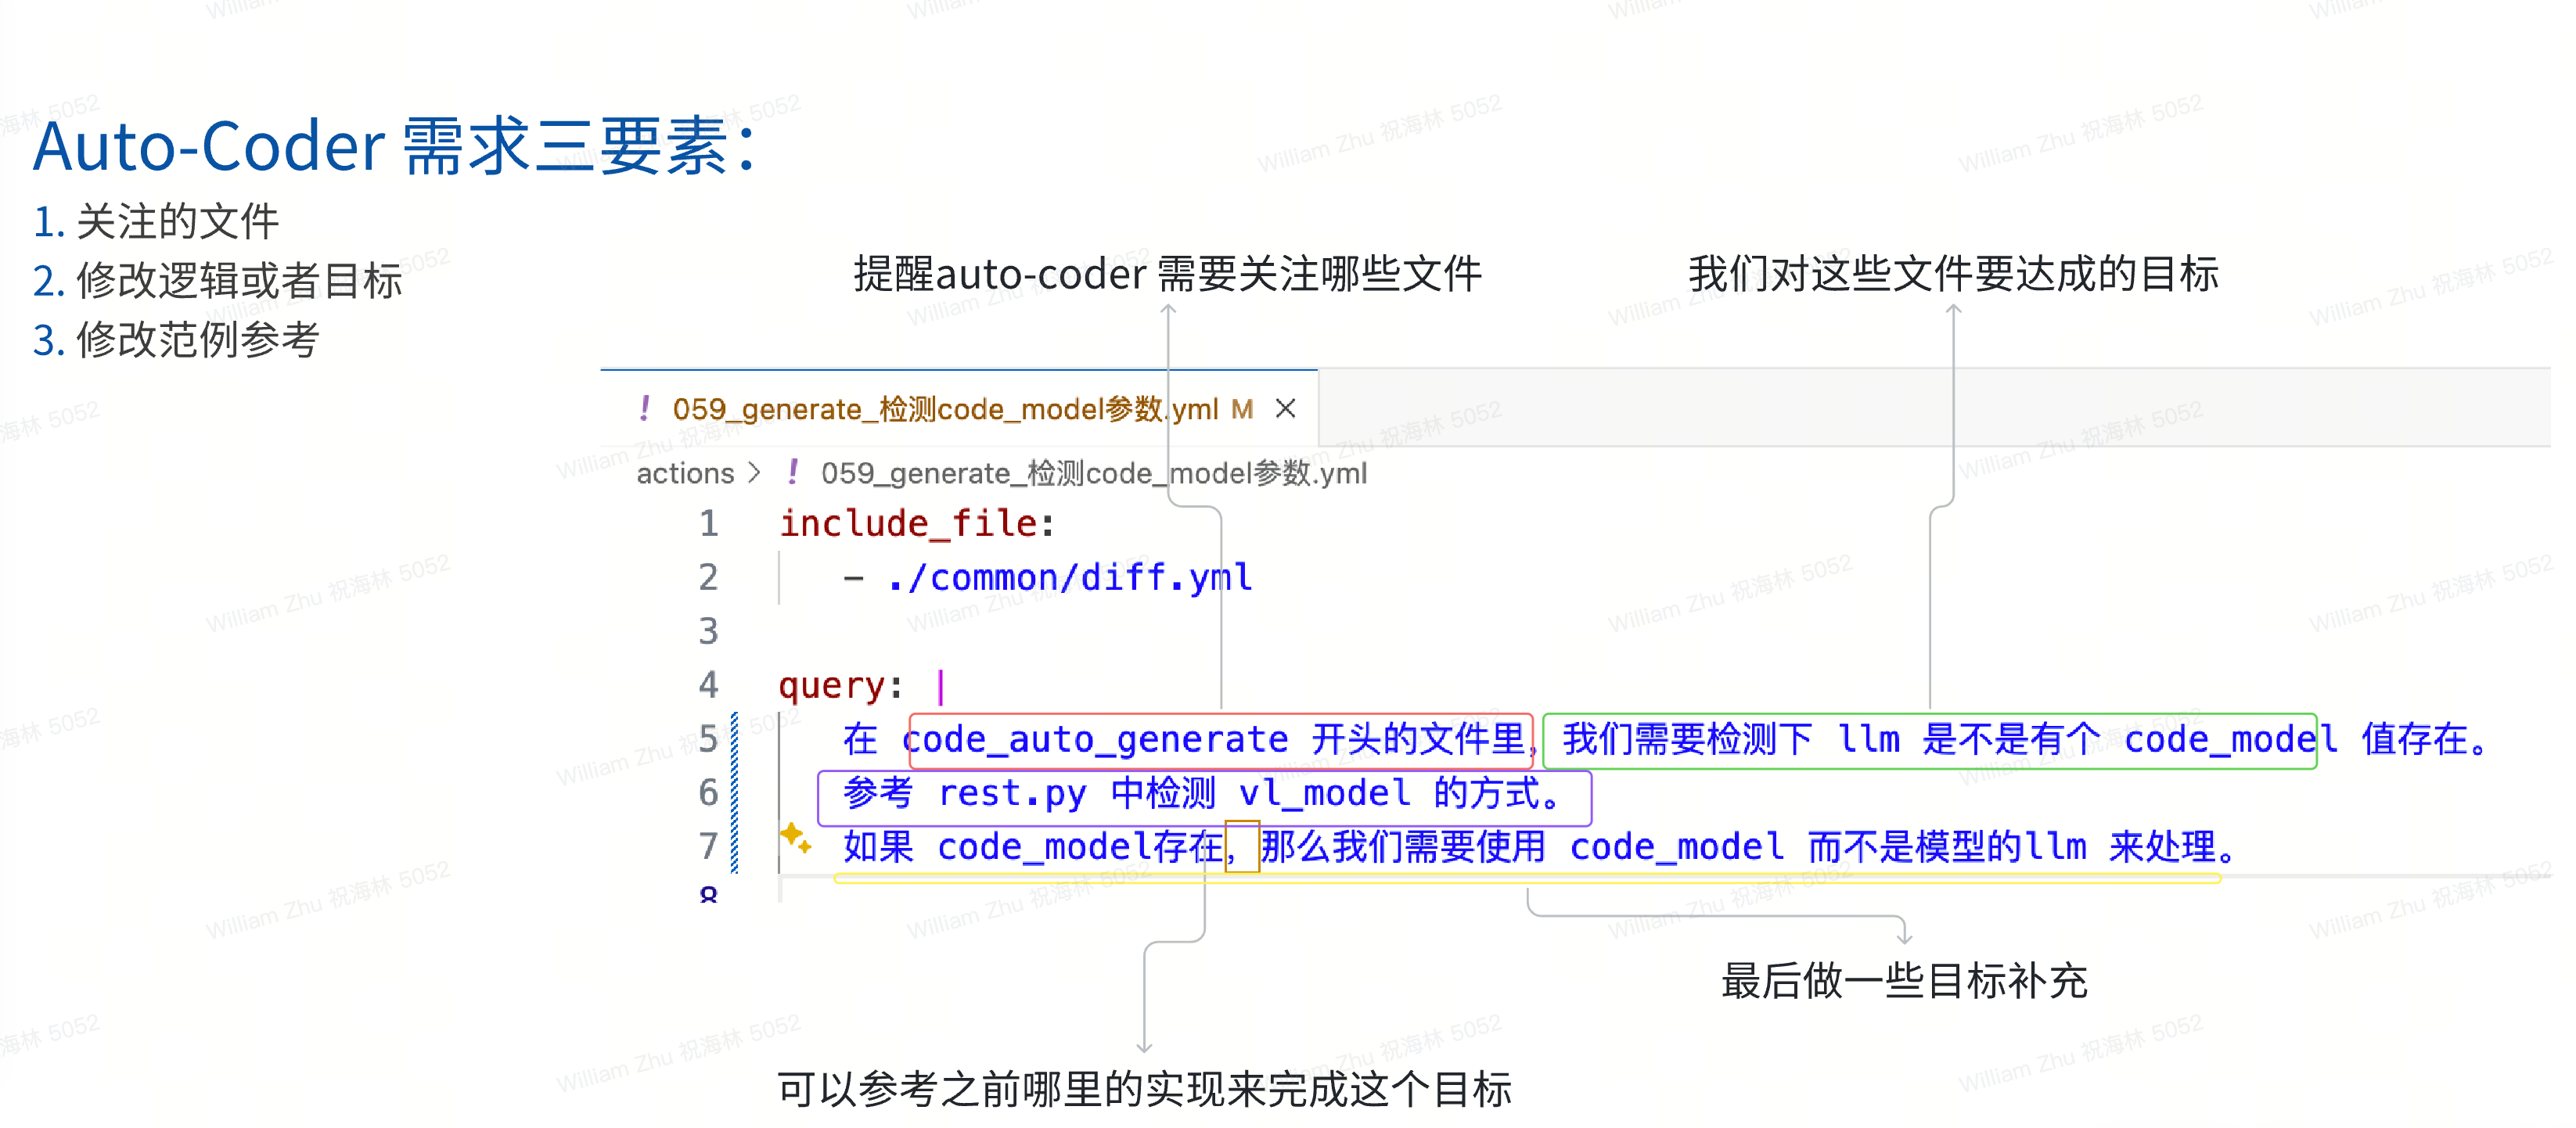 Auto-Coder 需求三要素：
1. 关注的文件
2. 修改逻辑或者目标
3. 修改范例参考
提醒auto-coder 需要关注哪些文件
我们对这些文件要达成的目标
059_generate_检测code_model参数.yml M
actions > 059_generate_检测code_model参数.yml
1 include_file:
2 - ./common/diff.yml
3
4 query: |
5 在 code_auto_generate 开头的文件里，我们需要检测下 llm 是不是有个 code_model 值存在。
6 参考 rest.py 中检测 vl_model 的方式。
7 如果 code_model存在，那么我们需要使用 code_model 而不是模型的llm 来处理。
8
最后做一些目标补充
可以参考之前哪里的实现来完成这个目标
William Zhu 祝海林 5052